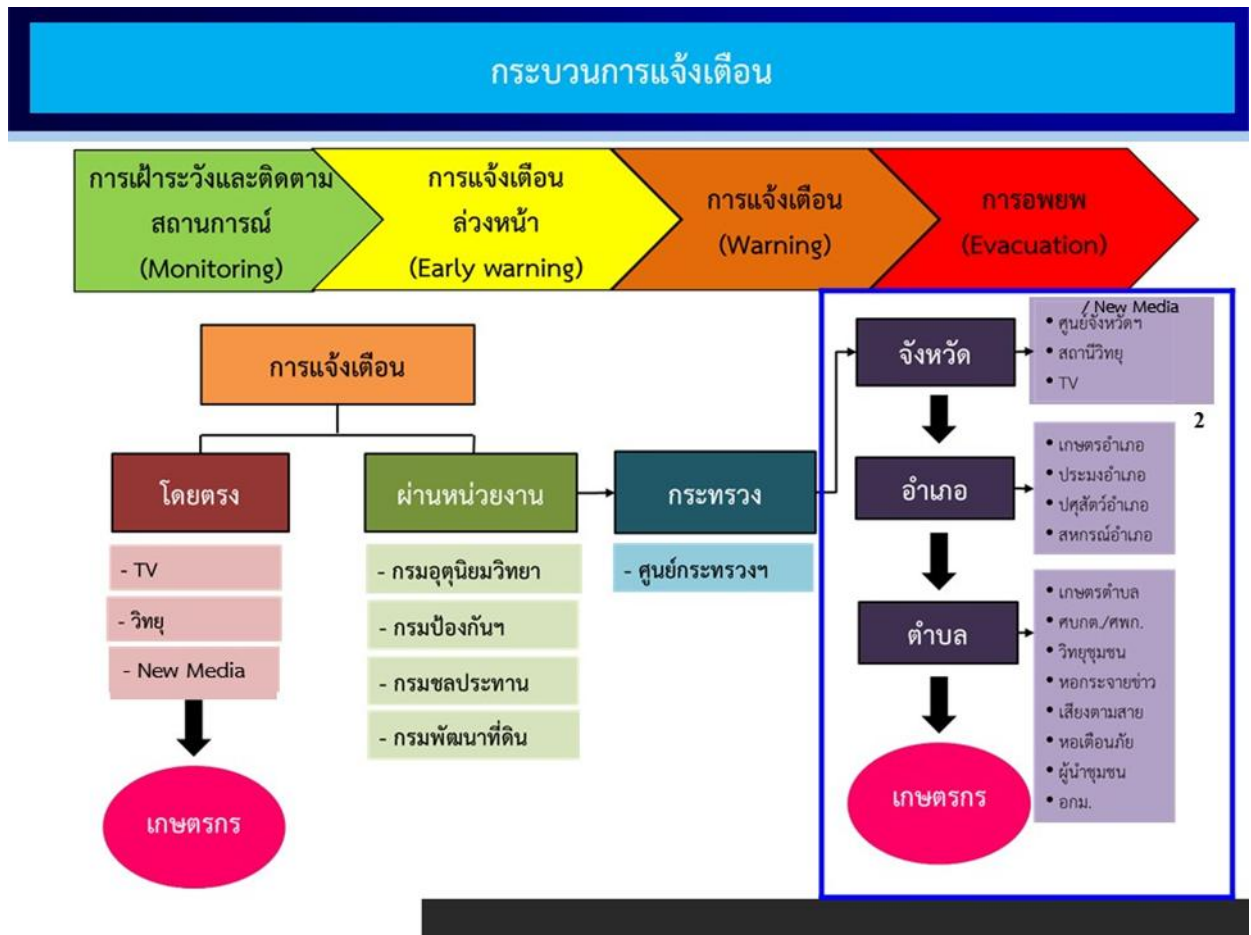 กระบวนการแจ้งเตือน
การเฝ้าระวังและติดตาม
สถานการณ์
(Monitoring)
การแจ้งเตือน
ล่วงหน้า
(Early warning)
การแจ้งเตือน
(Warning)
การอพยพ
(Evacuation)
การแจ้งเตือน
โดยตรง
- TV
- วิทยุ
- New Media
เกษตรกร
ผ่านหน่วยงาน
- กรมอุตุนิยมวิทยา
- กรมป้องกันฯ
- กรมชลประทาน
- กรมพัฒนาที่ดิน
กระทรวง
- ศูนย์กระทรวงฯ
จังหวัด
/ New Media
• ศูนย์จังหวัดฯ
• สถานีวิทยุ
• TV
2
อำเภอ
• เกษตรอำเภอ
• ประมงอำเภอ
• ปศุสัตว์อำเภอ
• สหกรณ์อำเภอ
ตำบล
• เกษตรตำบล
• ศบกต./ศพก.
• วิทยุชุมชน
• หอกระจายข่าว
• เสียงตามสาย
• หอเตือนภัย
• ผู้นำชุมชน
• อกม.
เกษตรกร